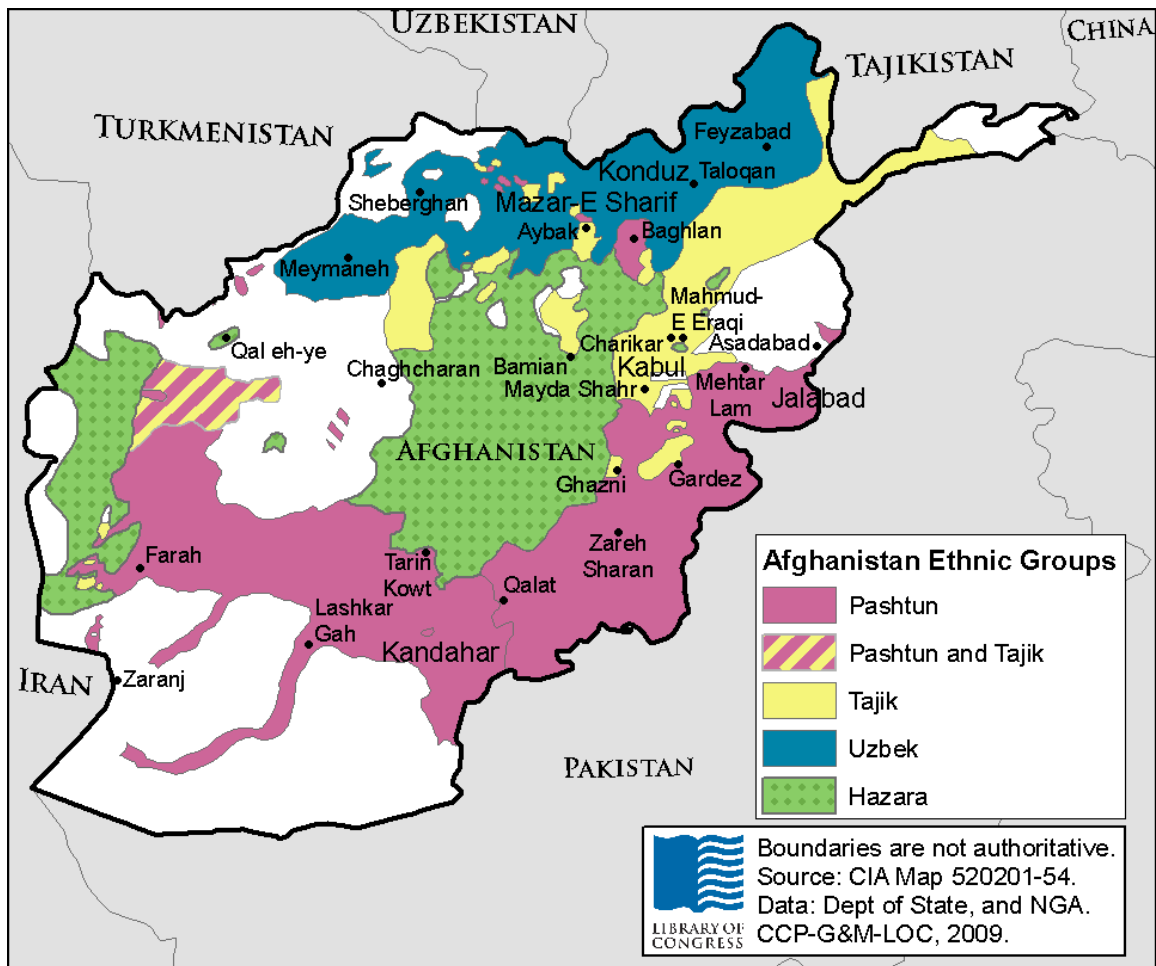 UZBEKISTAN
CHINA
TAJIKISTAN
TURKMENISTAN
Feyzabad
Konduz
Taloqan
Sheberghan
Mazar-E Sharif
Aybak
Baghlan
Meymaneh
Mahmud-
E Eraqi
Qal eh-ye
Charikar
Asadabad
Chaghcharan
Bamian
Kabul
Mayda Shahr
Mehtar
Lam
Jalabad
AFGHANISTAN
Ghazni
Gardez
Farah
Tarin
Kowt
Zareh
Sharan
Qalat
Lashkar
Gah
Kandahar
IRAN
Zaranj
PAKISTAN
Afghanistan Ethnic Groups
Pashtun
Pashtun and Tajik
Tajik
Uzbek
Hazara
LIBRARY OF
CONGRESS
Boundaries are not authoritative.
Source: CIA Map 520201-54.
Data: Dept of State, and NGA.
CCP-G&M-LOC, 2009.